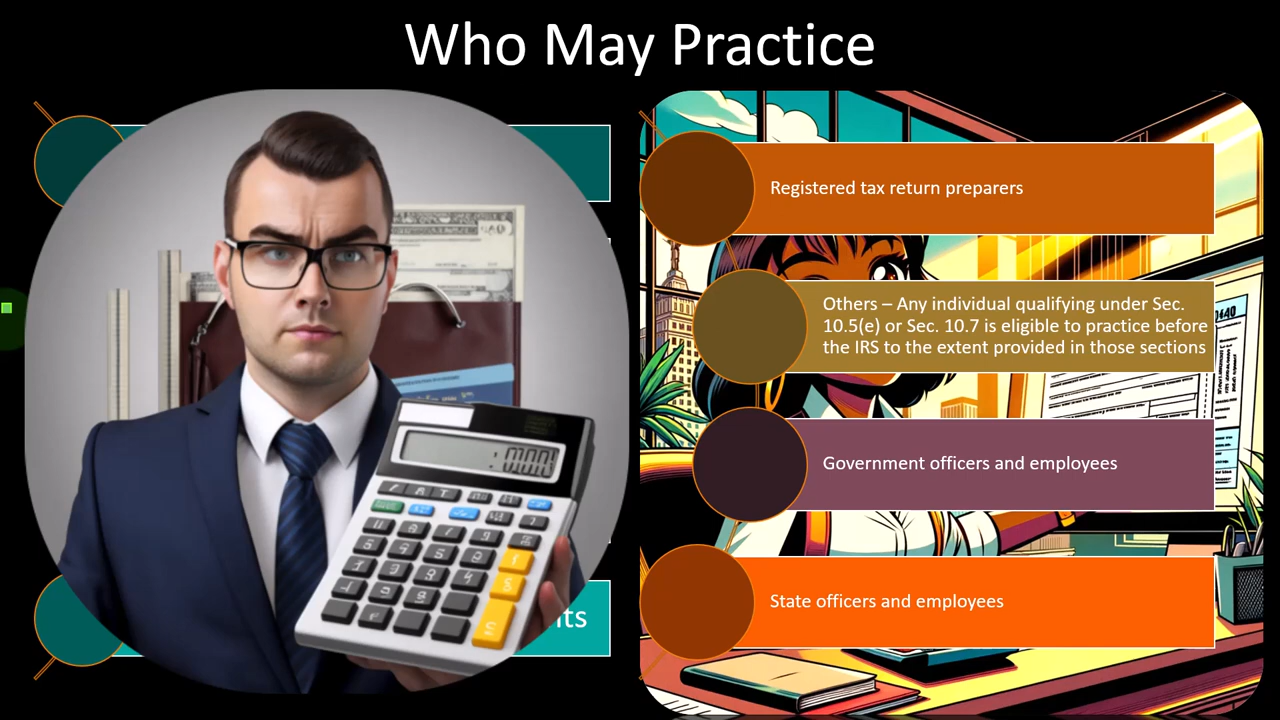 Who May Practice
nts
Registered tax return preparers
Others – Any individual qualifying under Sec.
10.5(e) or Sec. 10.7 is eligible to practice before
the IRS to the extent provided in those sections
Government officers and employees
State officers and employees